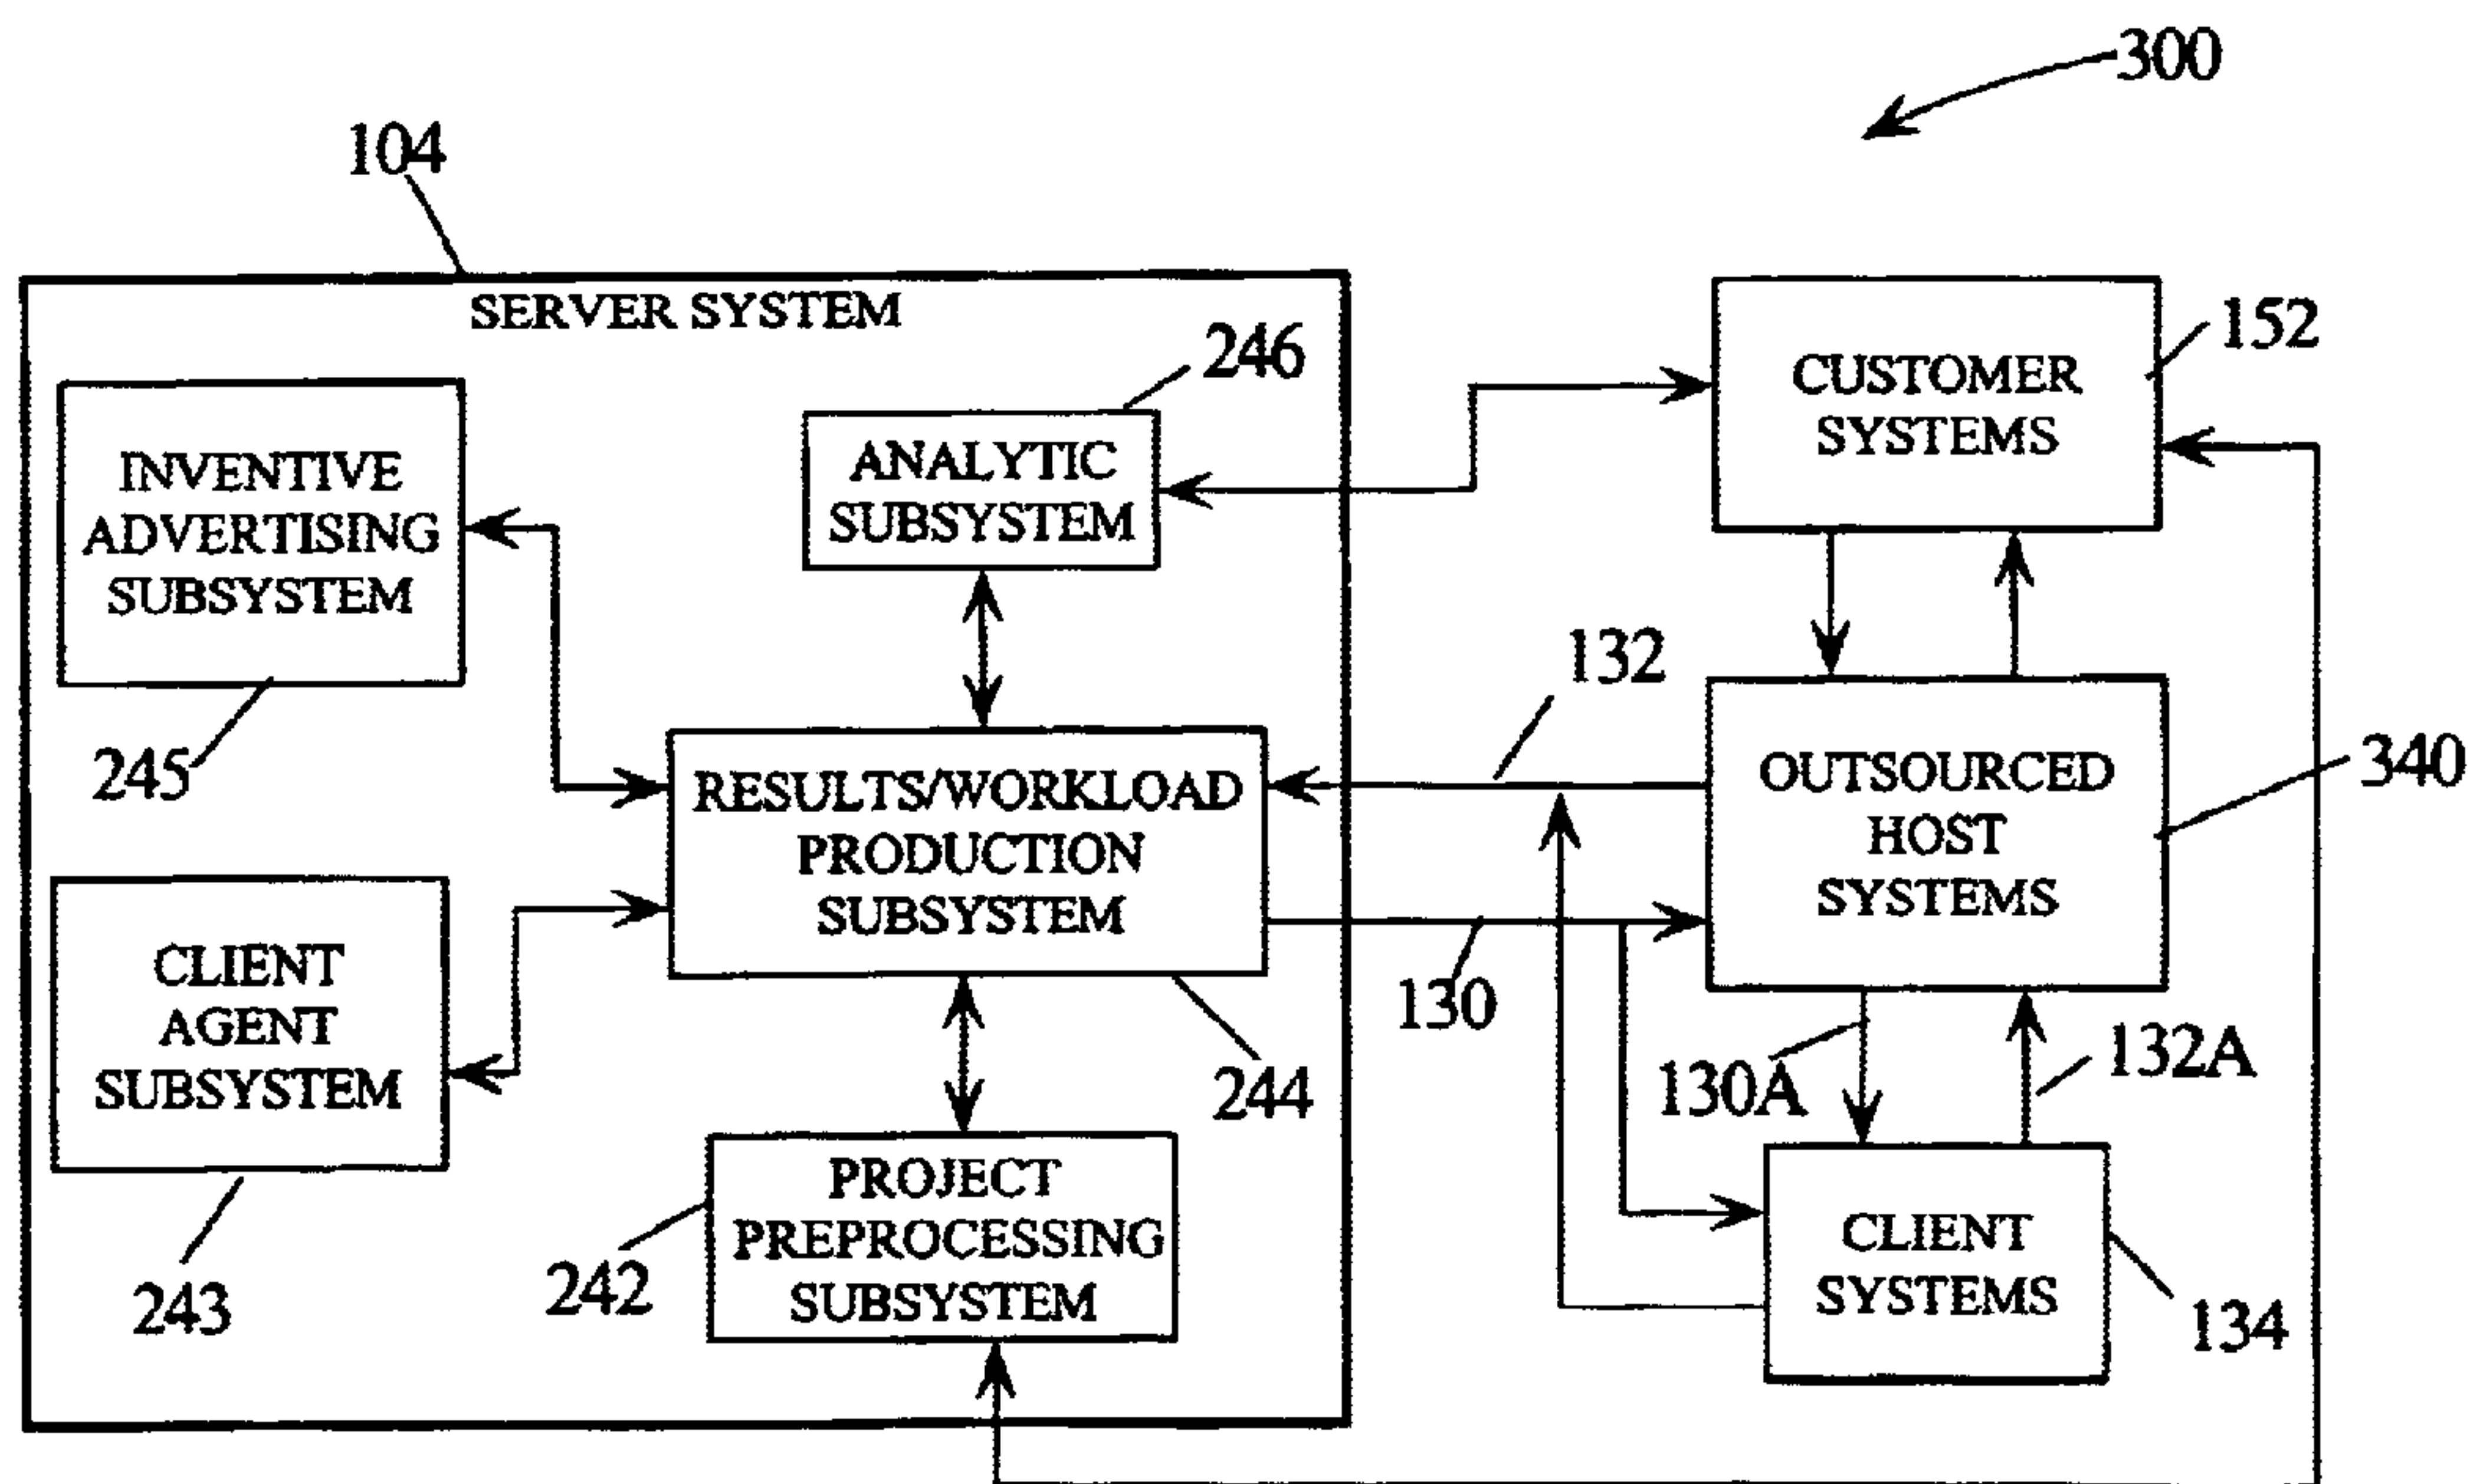 300
104
SERVER SYSTEM
246
152
INVENTIVE
ADVERTISING
SUBSYSTEM
ANALYTIC
SUBSYSTEM
CUSTOMER
SYSTEMS
245
132
RESULTS/WORKLOAD
PRODUCTION
SUBSYSTEM
OUTSOURCED
HOST
SYSTEMS
340
CLIENT
AGENT
SUBSYSTEM
130
244
130A
132A
243
242
PROJECT
PREPROCESSING
SUBSYSTEM
CLIENT
SYSTEMS
134